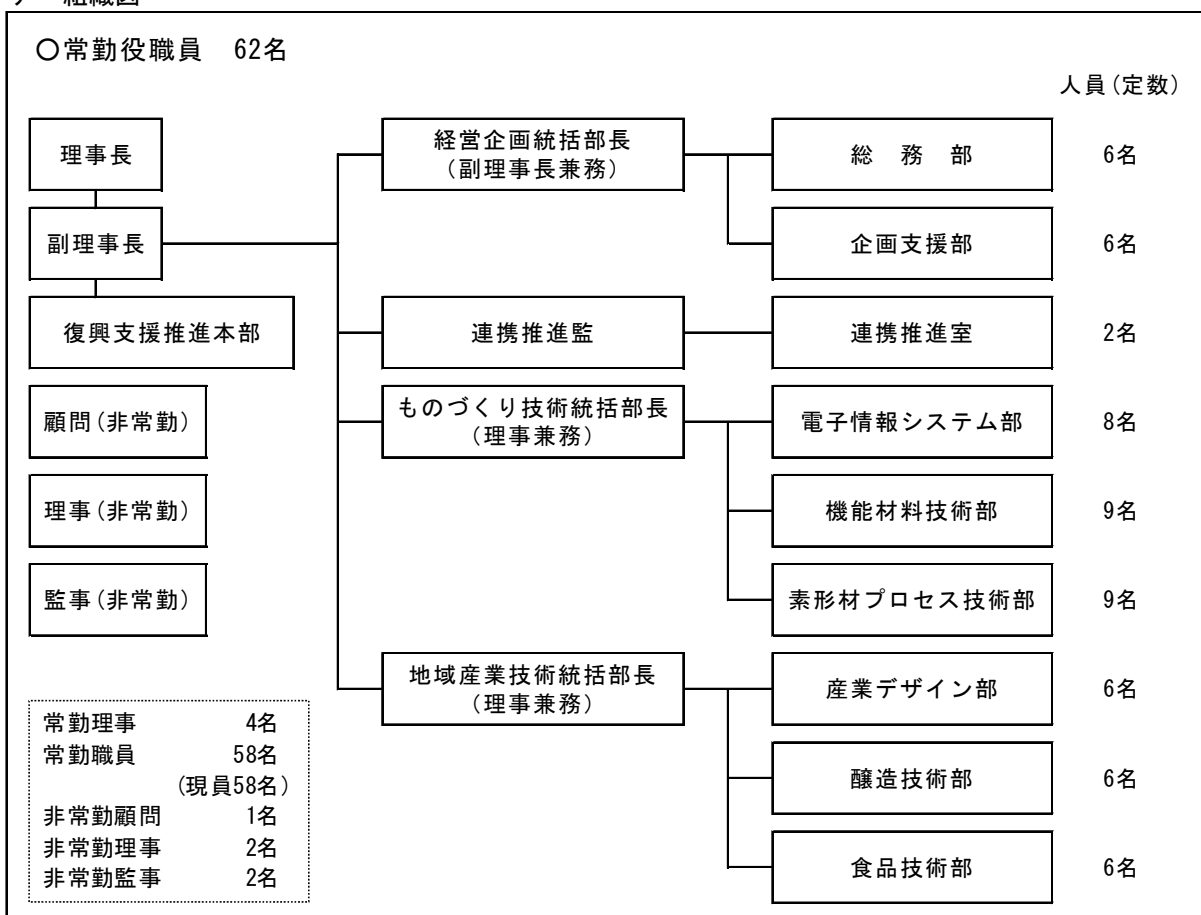 ○常勤役職員 62名
人員(定数)
理事長
副理事長
復興支援推進本部
顧問(非常勤)
理事(非常勤)
監事(非常勤)
経営企画統括部長
(副理事長兼務)
総務部 6名
企画支援部 6名
連携推進監
連携推進室 2名
ものづくり技術統括部長
(理事兼務)
電子情報システム部 8名
機能材料技術部 9名
素形材プロセス技術部 9名
地域産業技術統括部長
(理事兼務)
産業デザイン部 6名
醸造技術部 6名
食品技術部 6名
常勤理事 4名
常勤職員 58名
(現員58名)
非常勤顧問 1名
非常勤理事 2名
非常勤監事 2名